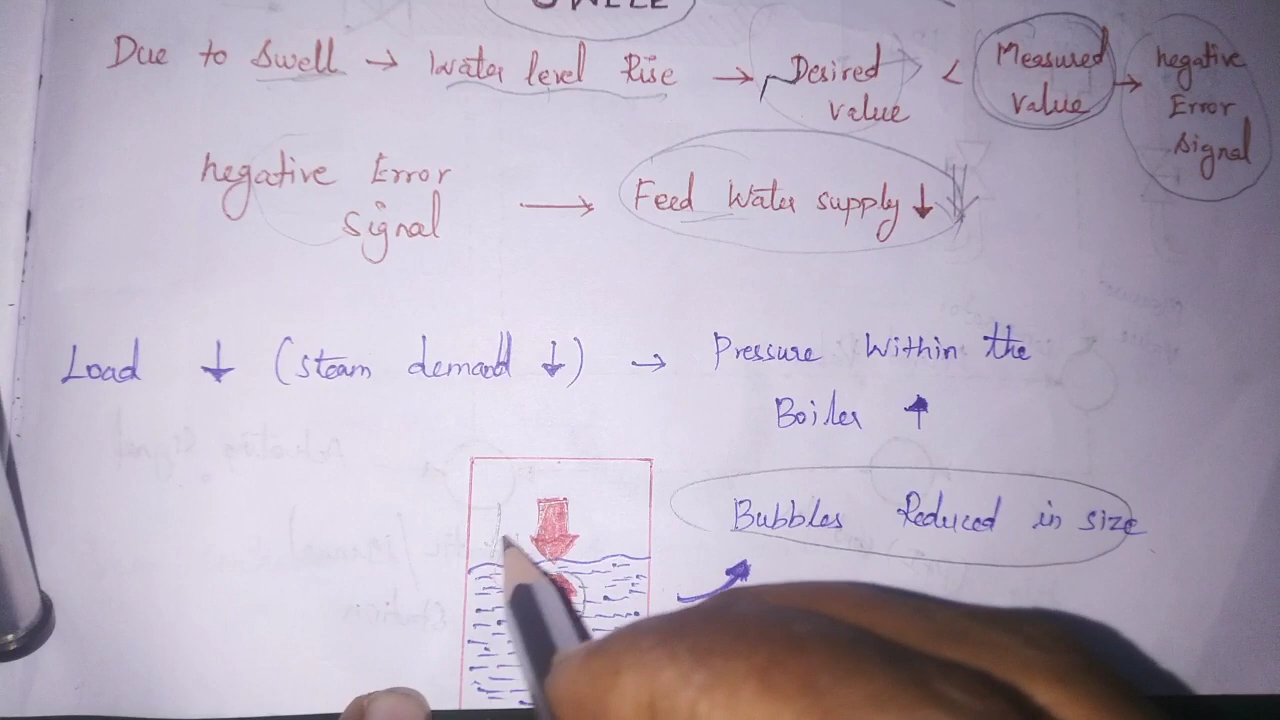 SWELL
Due to Swell → Water level Rise → Desired value < Measured value → negative Error Signal
negative Error Signal → Feed Water supply ↓
Load ↓ (steam demand ↓) → Pressure Within the Boiler ↑
Bubbles Reduced in size